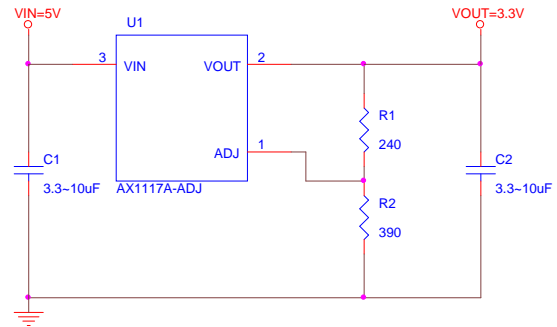 VIN=5V
VOUT=3.3V
U1
3
VIN
VOUT
2
R1
240
1
ADJ
C1
3.3~10uF
AX1117A-ADJ
R2
390
C2
3.3~10uF